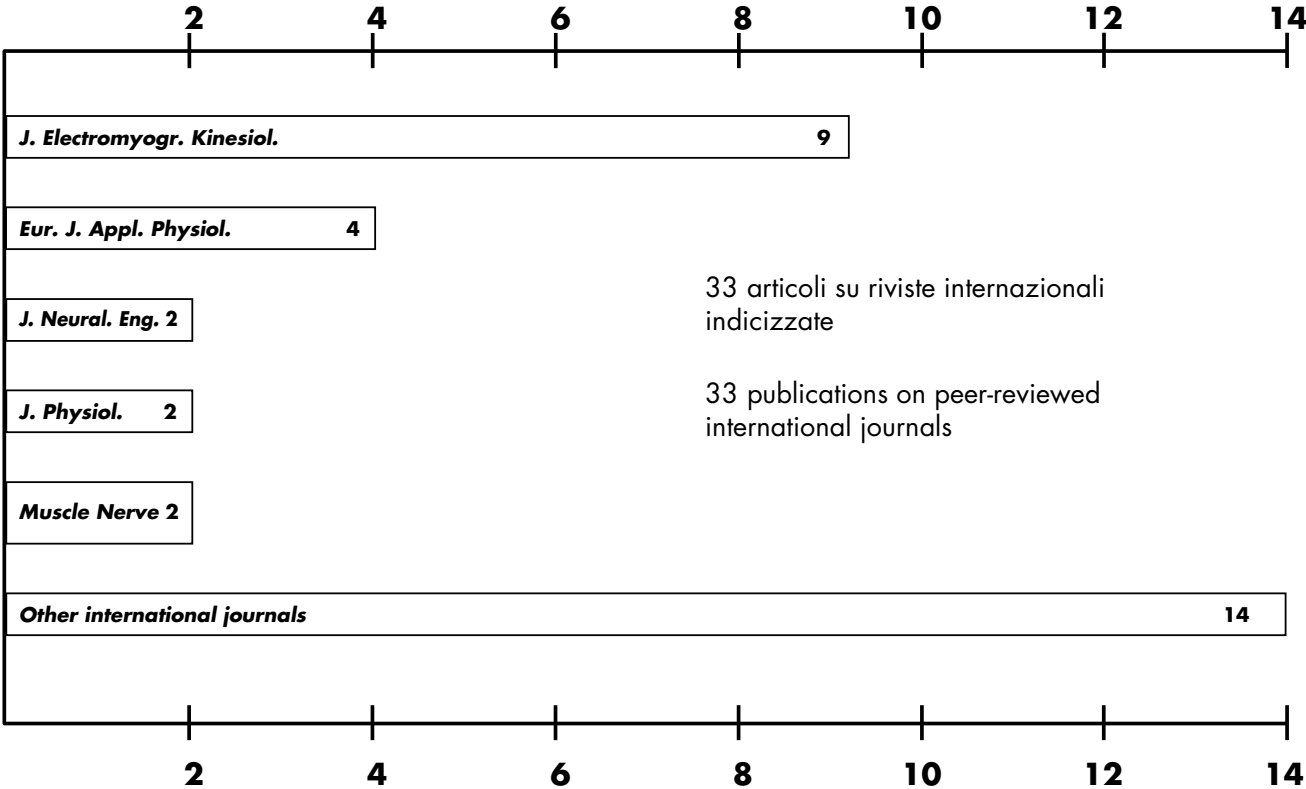 2 4 6 8 10 12 14
J. Electromyogr. Kinesiol. 9
Eur. J. Appl. Physiol. 4
33 articoli su riviste internazionali
indicizzate
J. Neural. Eng. 2
33 publications on peer-reviewed
international journals
J. Physiol. 2
Muscle Nerve 2
Other international journals 14
2 4 6 8 10 12 14